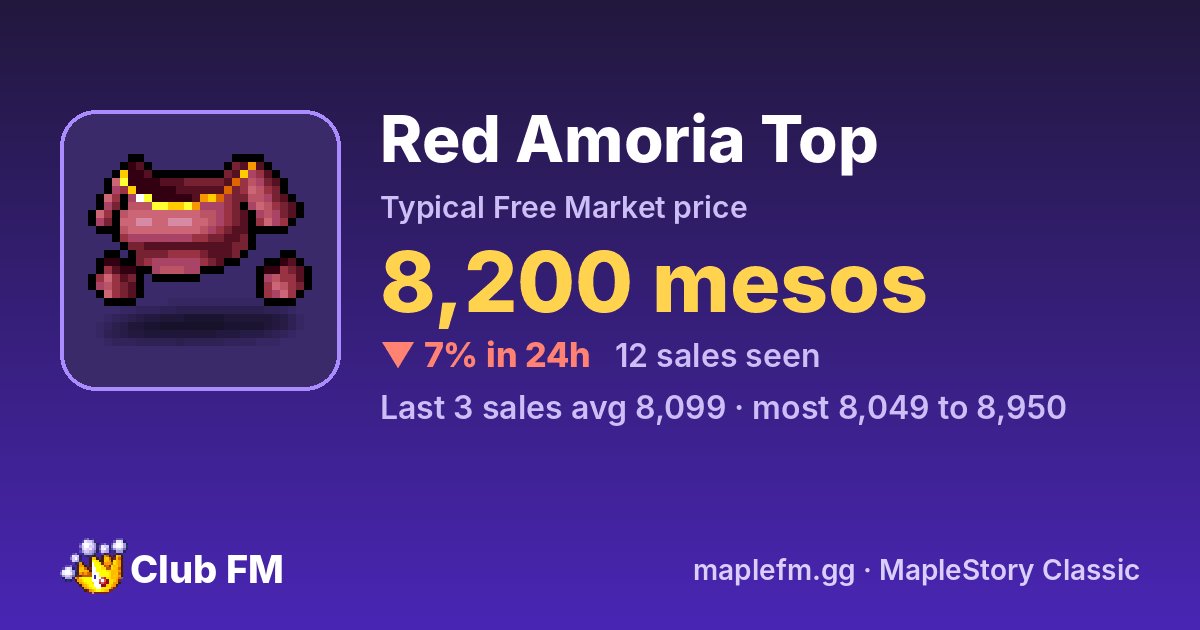 Red Amoria Top
Typical Free Market price
8,200 mesos
▼ 7% in 24h 12 sales seen
Last 3 sales avg 8,099 · most 8,049 to 8,950
Club FM
maplefm.gg · MapleStory Classic